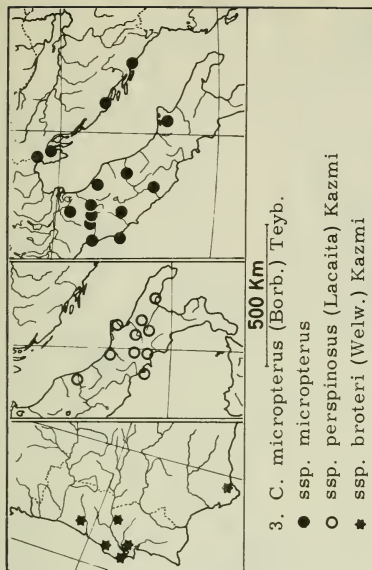 500 Km
3. C. micropterus (Borb.) Teyb.
ssp. micropterus
ssp. perspinosus (Lacaita) Kazmi
ssp. broteri (Welw.) Kazmi